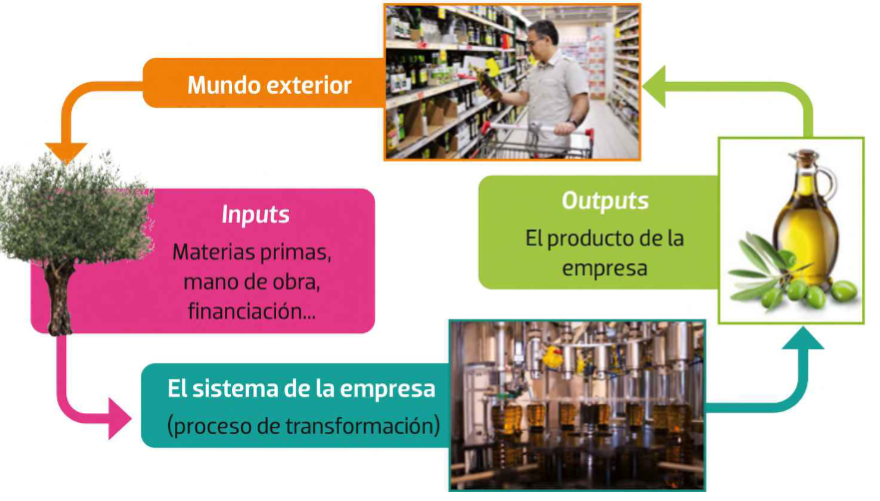 Mundo exterior
Inputs
Materias primas,
mano de obra,
financiación...
El sistema de la empresa
(proceso de transformación)
Outputs
El producto de la
empresa